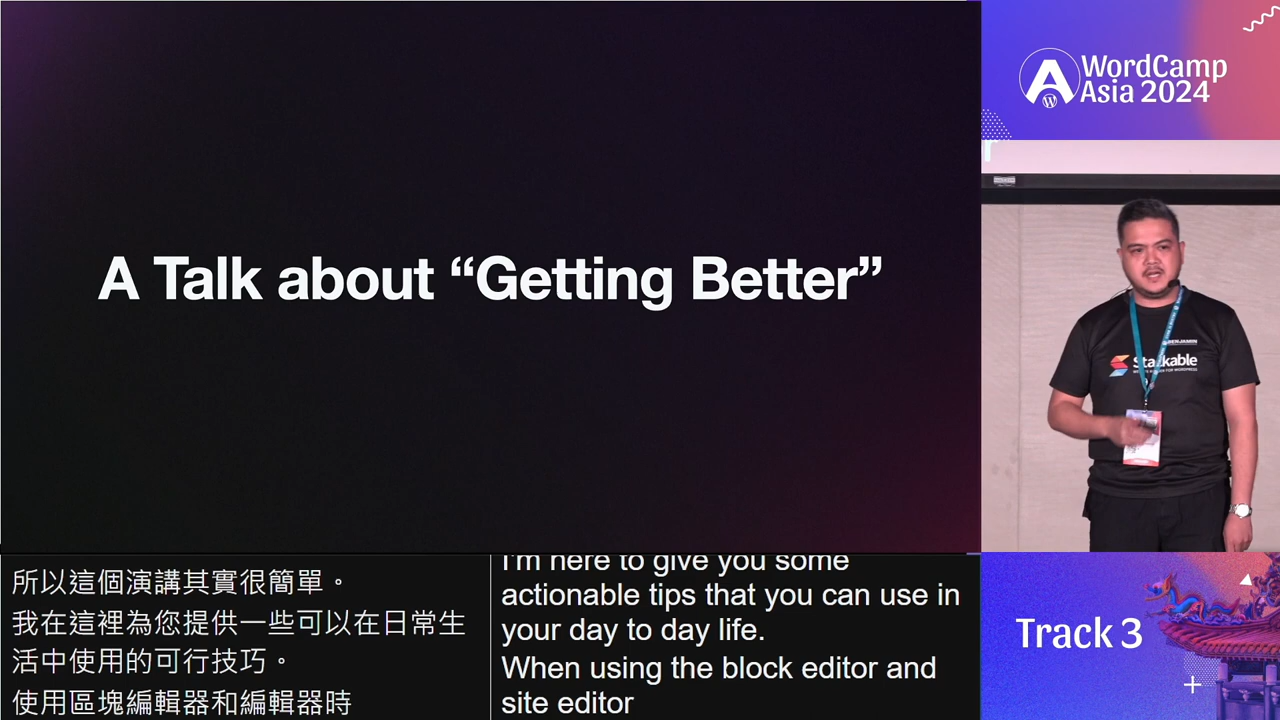 A Talk about “Getting Better”
WordCamp
Asia 2024
BENJAMIN
Stackable
所以這個演講其實很簡單。
我在這裡為您提供一些可以在日常生
活中使用的可行技巧。
使用區塊編輯器和編輯器時
I'm here to give you some
actionable tips that you can use in
your day to day life.
When using the block editor and
site editor
Track 3